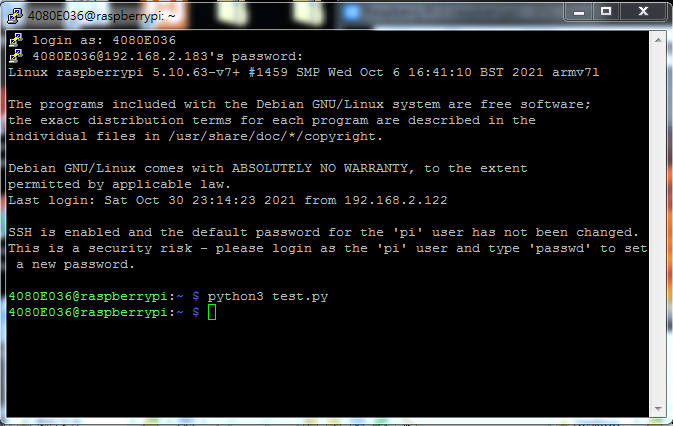 4080E036@raspberrypi: ~
login as: 4080E036
4080E036@192.168.2.183's password:
Linux raspberrypi 5.10.63-v7+ #1459 SMP Wed Oct 6 16:41:10 BST 2021 armv7l
The programs included with the Debian GNU/Linux system are free software;
the exact distribution terms for each program are described in the
individual files in /usr/share/doc/*/copyright.
Debian GNU/Linux comes with ABSOLUTELY NO WARRANTY, to the extent
permitted by applicable law.
Last login: Sat Oct 30 23:14:23 2021 from 192.168.2.122
SSH is enabled and the default password for the 'pi' user has not been changed.
This is a security risk - please login as the 'pi' user and type 'passwd' to set
 a new password.
4080E036@raspberrypi:~ $ python3 test.py
4080E036@raspberrypi:~ $